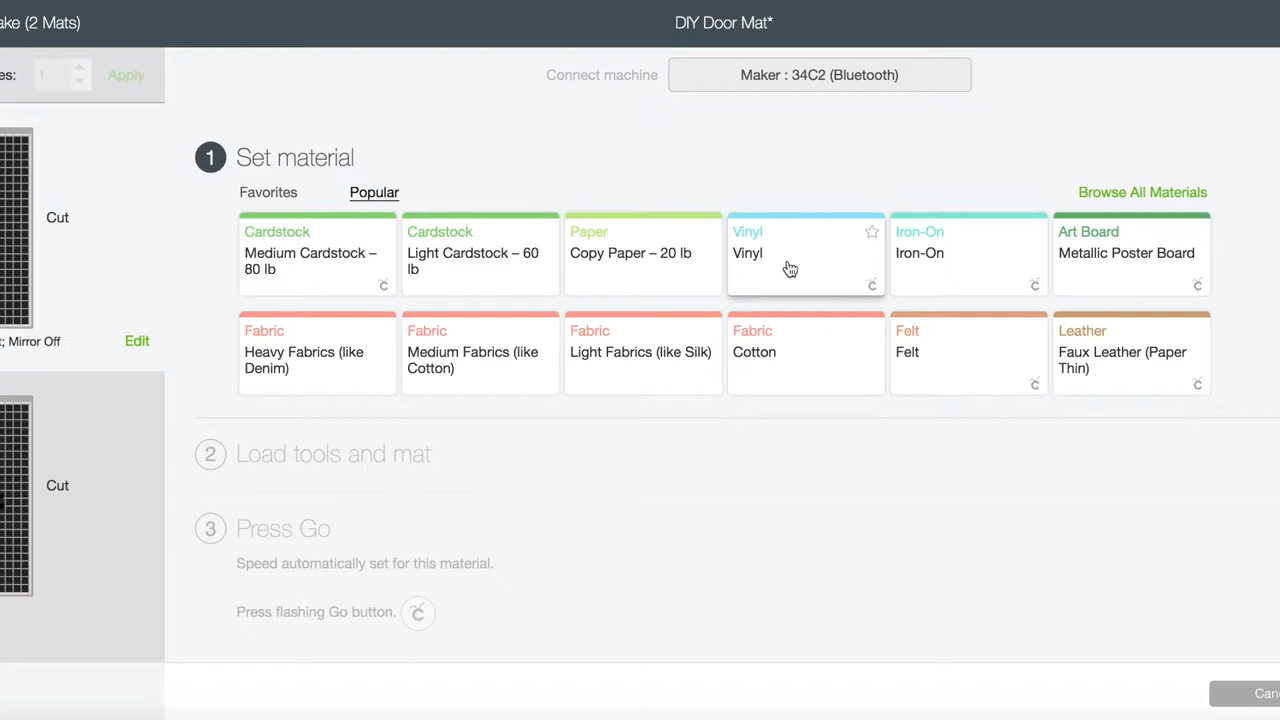 ake (2 Mats)
DIY Door Mat*
es:
1
Apply
Connect machine
Maker : 34C2 (Bluetooth)
1
Set material
Favorites
Popular
Browse All Materials
Cardstock
Medium Cardstock –
80 lb
Cardstock
Light Cardstock – 60
lb
Paper
Copy Paper – 20 lb
Vinyl
Vinyl
Iron-On
Iron-On
Art Board
Metallic Poster Board
Cut
t; Mirror Off
Edit
Fabric
Heavy Fabrics (like
Denim)
Fabric
Medium Fabrics (like
Cotton)
Fabric
Light Fabrics (like Silk)
Fabric
Cotton
Felt
Felt
Leather
Faux Leather (Paper
Thin)
Cut
2
Load tools and mat
3
Press Go
Speed automatically set for this material.
Press flashing Go button.
Canc